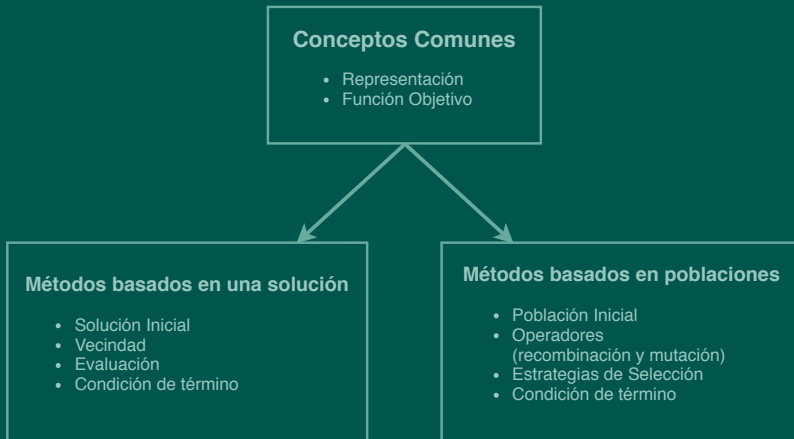 Conceptos Comunes
• Representación
• Función Objetivo
Métodos basados en una solución
• Solución Inicial
• Vecindad
• Evaluación
• Condición de término
Métodos basados en poblaciones
• Población Inicial
• Operadores
(recombinación y mutación)
• Estrategias de Selección
• Condición de término